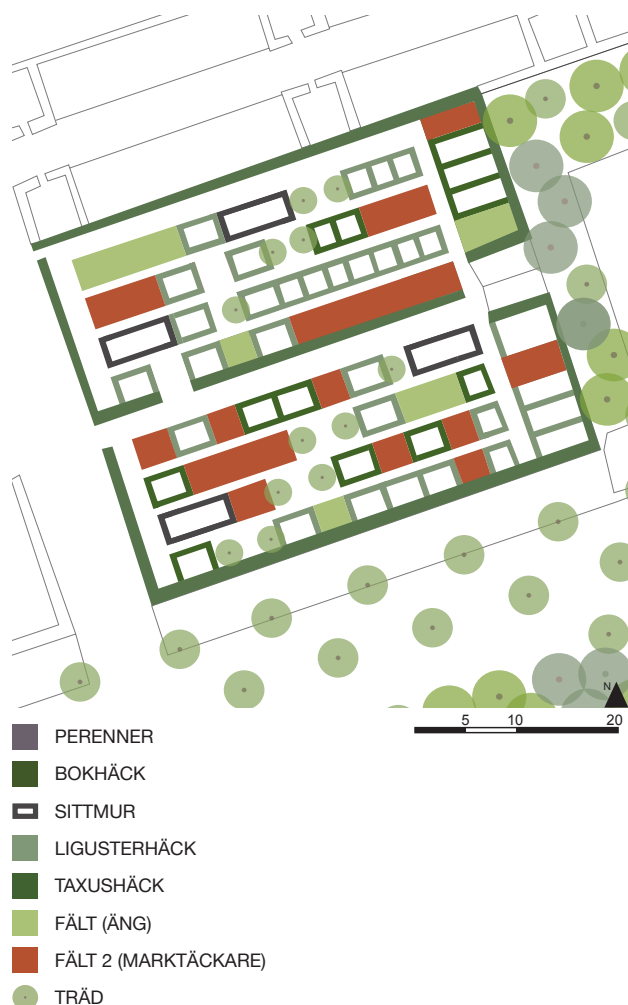 N
5 10 20
PERENNER
BOKHÄCK
SITTMUR
LIGUSTERHÄCK
TAXUSHÄCK
FÄLT (ÄNG)
FÄLT 2 (MARKTÄCKARE)
TRÄD